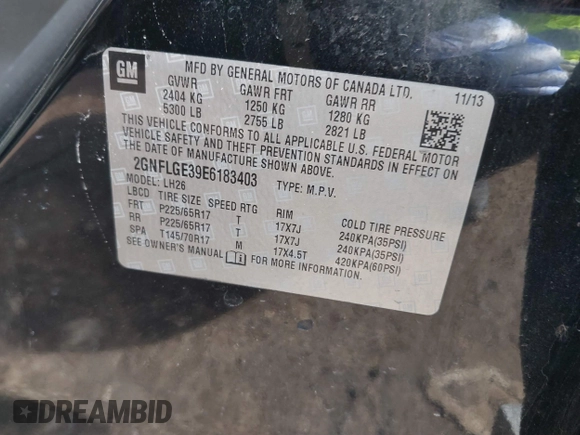 GM
MFD BY GENERAL MOTORS OF CANADA LTD.
GVWR GAWR FRT GAWR RR 11/13
2404 KG 1250 KG 1280 KG
5300 LB 2755 LB 2821 LB
THIS VEHICLE CONFORMS TO ALL APPLICABLE U.S. FEDERAL MOTOR
VEHICLE SAFETY AND THEFT PREVENTION STANDARDS IN EFFECT ON
THE DATE OF MANUFACTURE SHOWN ABOVE.
2GNFLGE39E6183403 TYPE: M.P.V.
MODEL: LH26
LBCD TIRE SIZE SPEED RTG RIM COLD TIRE PRESSURE
FRT P225/65R17 T 17X7J 240KPA(35PSI)
RR P225/65R17 T 17X7J 240KPA(35PSI)
SPA T145/70R17 M 17X4.5T 420KPA(60PSI)
SEE OWNER'S MANUAL FOR MORE INFORMATION.
DREAMBID